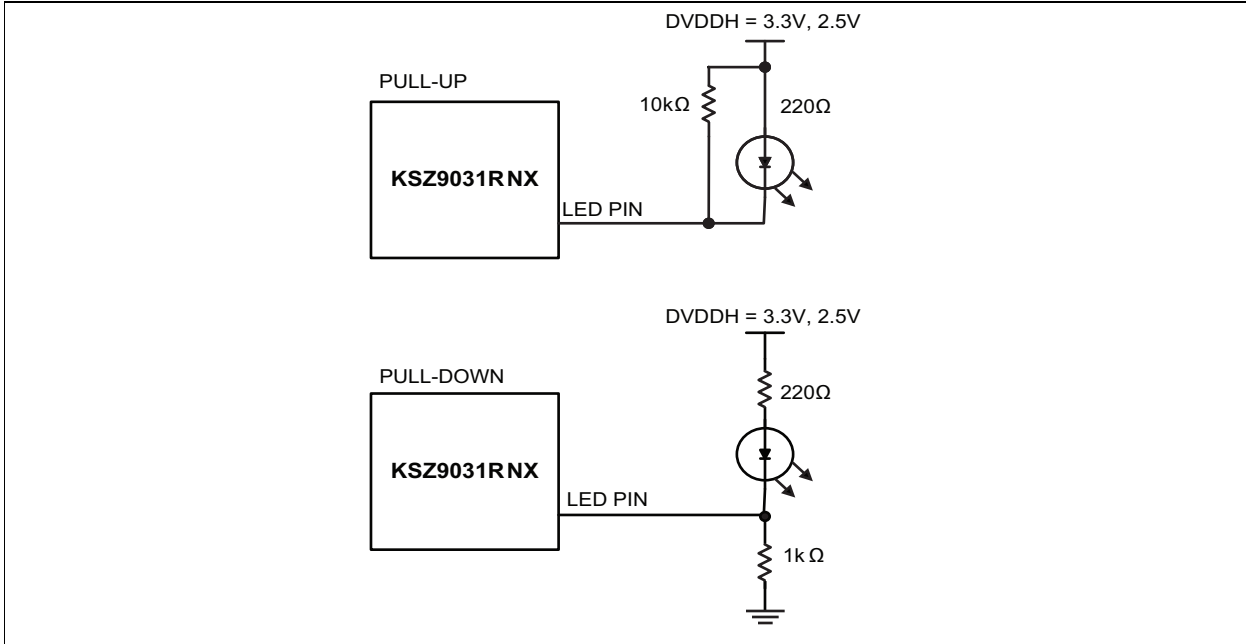 DVDDH = 3.3V, 2.5V
PULL-UP
10kΩ
220Ω
KSZ9031RNX
LED PIN
DVDDH = 3.3V, 2.5V
PULL-DOWN
220Ω
KSZ9031RNX
LED PIN
1k Ω